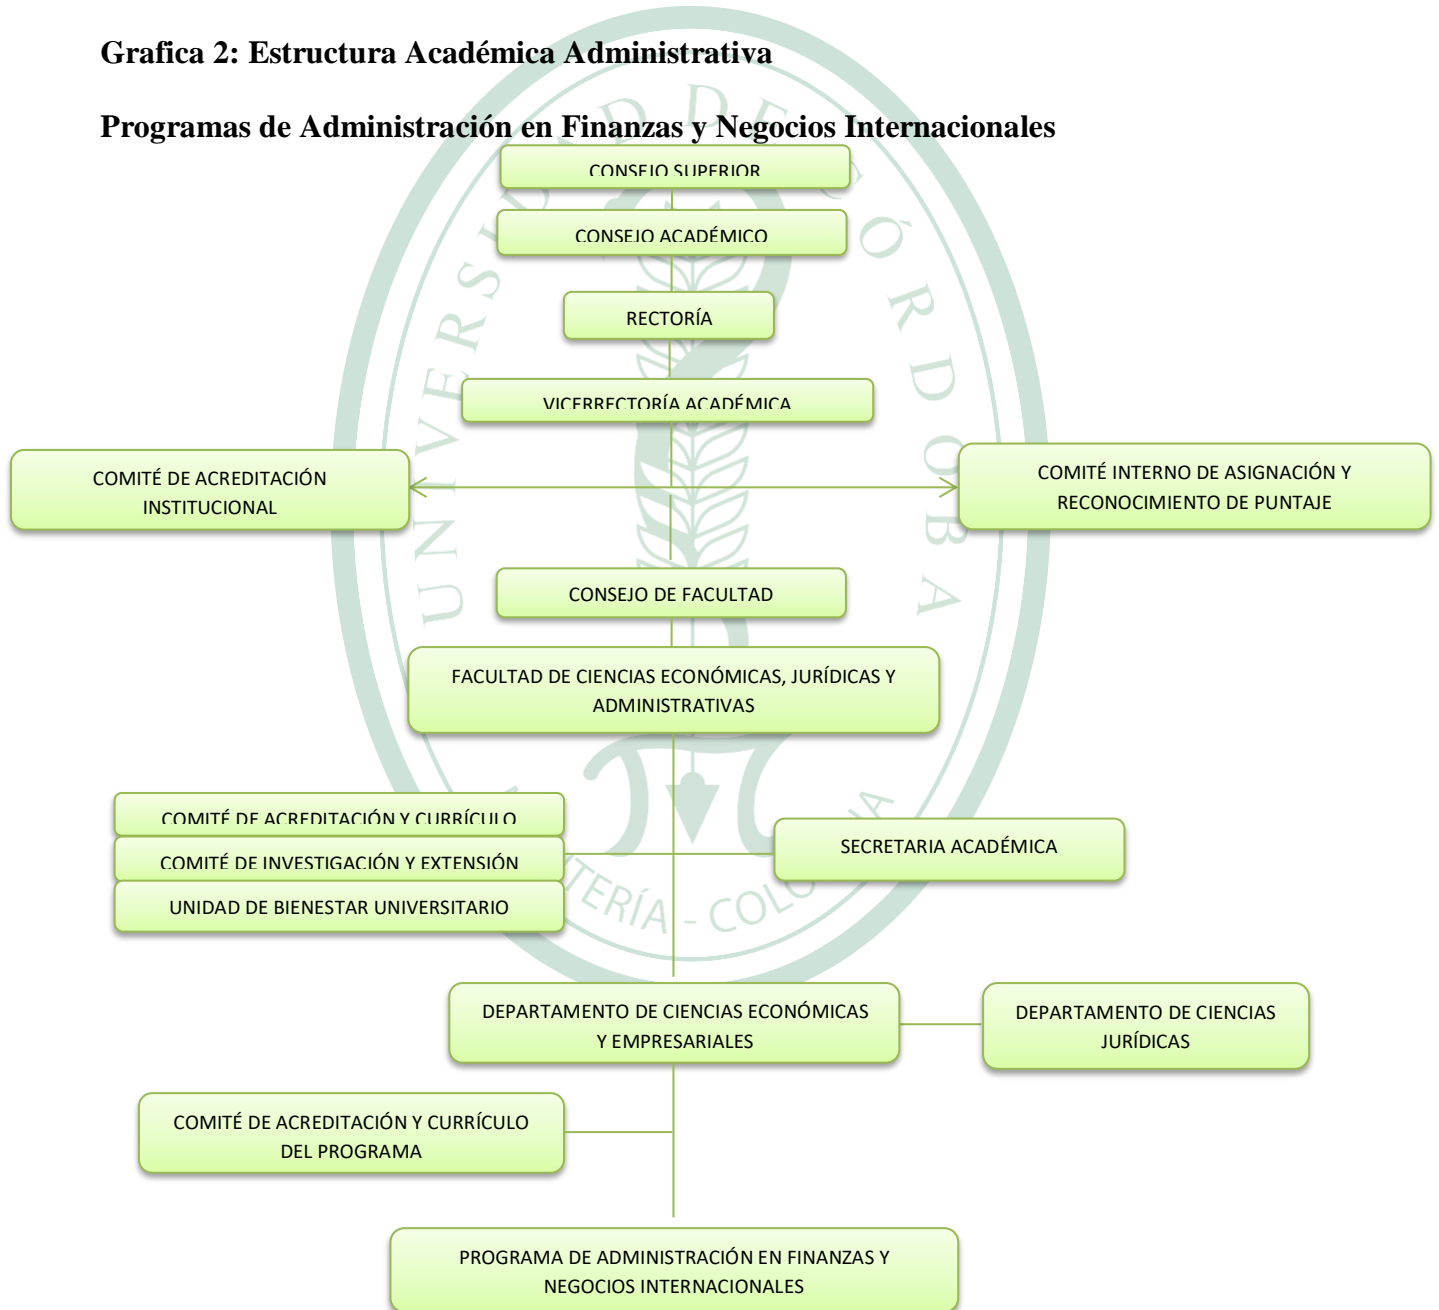 Grafica 2: Estructura Académica Administrativa
Programas de Administración en Finanzas y Negocios Internacionales
CONSEJO SUPERIOR
CONSEJO ACADÉMICO
RECTORÍA
VICERRECTORÍA ACADÉMICA
COMITÉ DE ACREDITACIÓN
INSTITUCIONAL
COMITÉ INTERNO DE ASIGNACIÓN Y
RECONOCIMIENTO DE PUNTAJE
CONSEJO DE FACULTAD
FACULTAD DE CIENCIAS ECONÓMICAS, JURÍDICAS Y
ADMINISTRATIVAS
COMITÉ DE ACREDITACIÓN Y CURRÍCULO
COMITÉ DE INVESTIGACIÓN Y EXTENSIÓN
UNIDAD DE BIENESTAR UNIVERSITARIO
SECRETARIA ACADÉMICA
DEPARTAMENTO DE CIENCIAS ECONÓMICAS
Y EMPRESARIALES
DEPARTAMENTO DE CIENCIAS
JURÍDICAS
COMITÉ DE ACREDITACIÓN Y CURRÍCULO
DEL PROGRAMA
PROGRAMA DE ADMINISTRACIÓN EN FINANZAS Y
NEGOCIOS INTERNACIONALES
UNIVERSIDAD DE CÓRDOBA